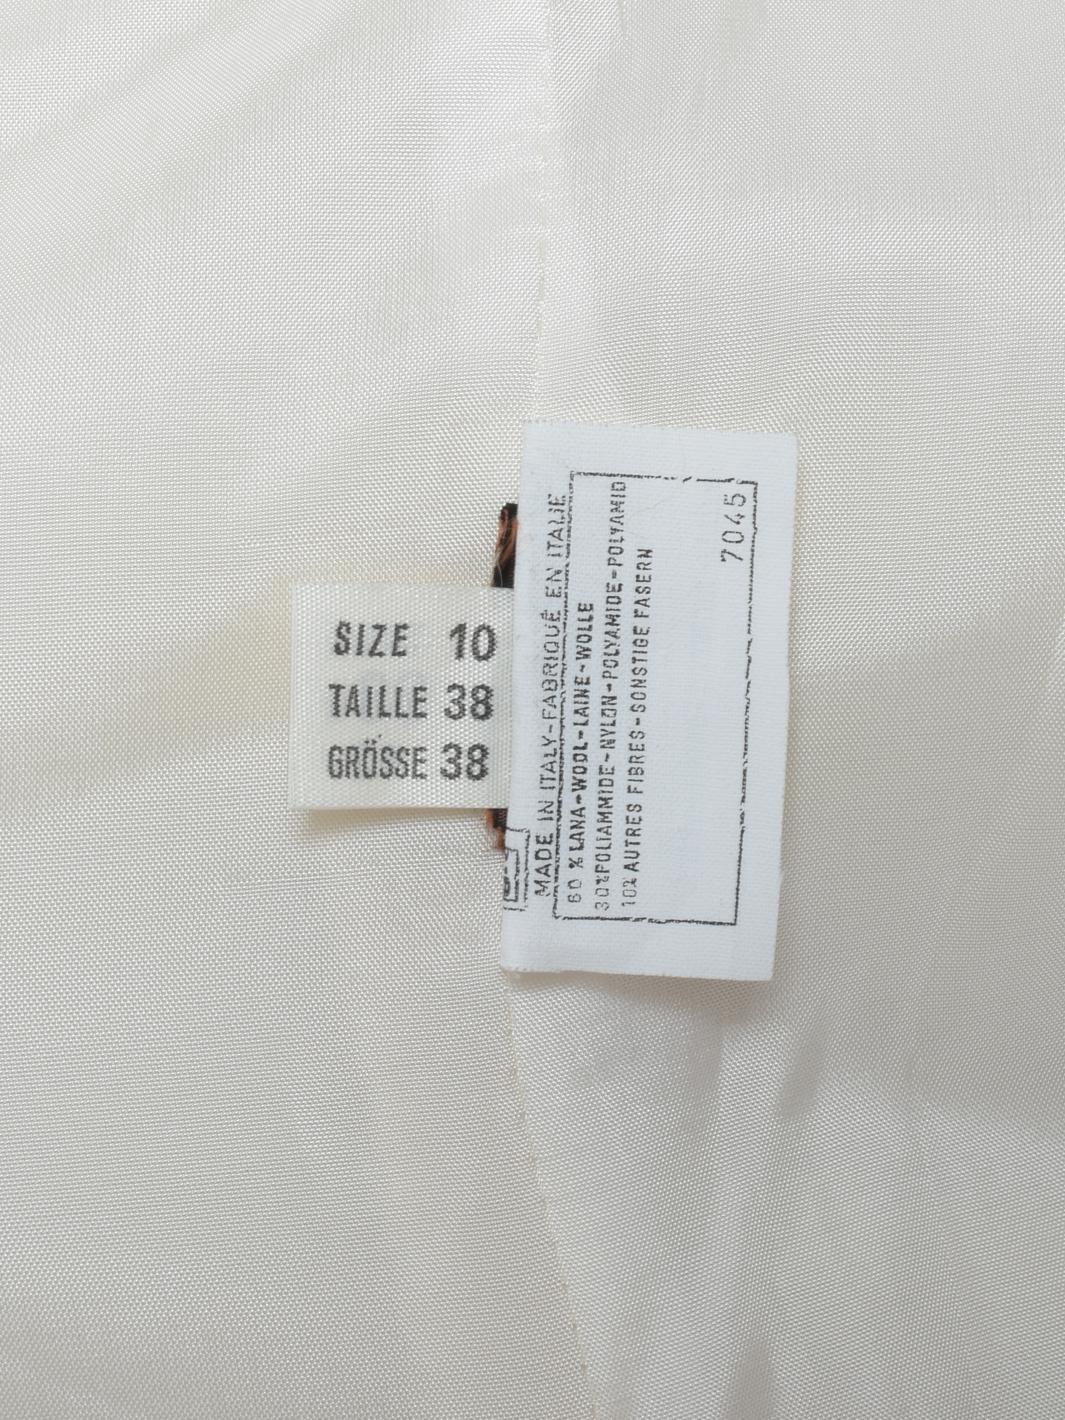 SIZE 10
TAILLE 38
GRÖSSE 38
MADE IN ITALY-FABRIQUÉ EN ITALIE
60 % LANA-WOOL-LAINE-WOLLE
30%POLIAMMIDE-NYLON-POLYAMIDE-POLYAMID
10% AUTRES FIBRES-SONSTIGE FASERN
7045